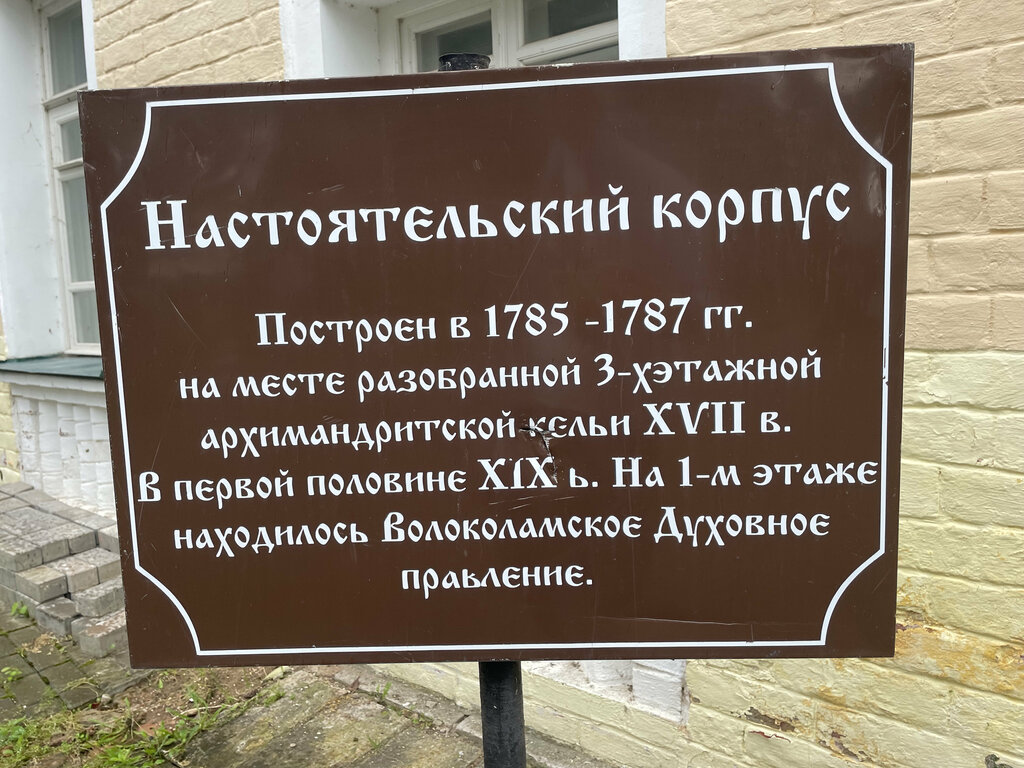 Настоятельский корпус
Построен в 1785 -1787 гг.
на месте разобранной 3-хэтажной
архимандритской кельи XVII в.
В первой половине XIX в. На 1-м этаже
находилось Волоколамское Духовное
правление.